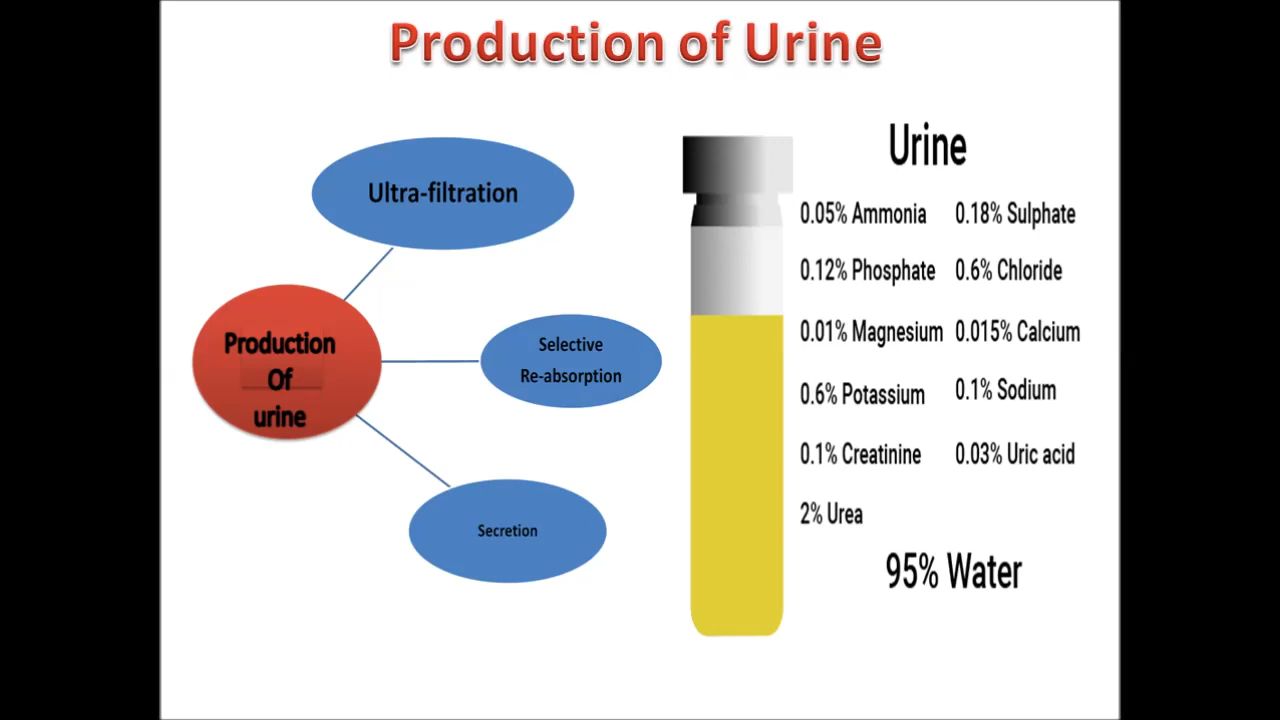 Production of Urine
Ultra-filtration
Production
Of
urine
Selective
Re-absorption
Secretion
Urine
0.05% Ammonia 0.18% Sulphate
0.12% Phosphate 0.6% Chloride
0.01% Magnesium 0.015% Calcium
0.6% Potassium 0.1% Sodium
0.1% Creatinine 0.03% Uric acid
2% Urea
95% Water